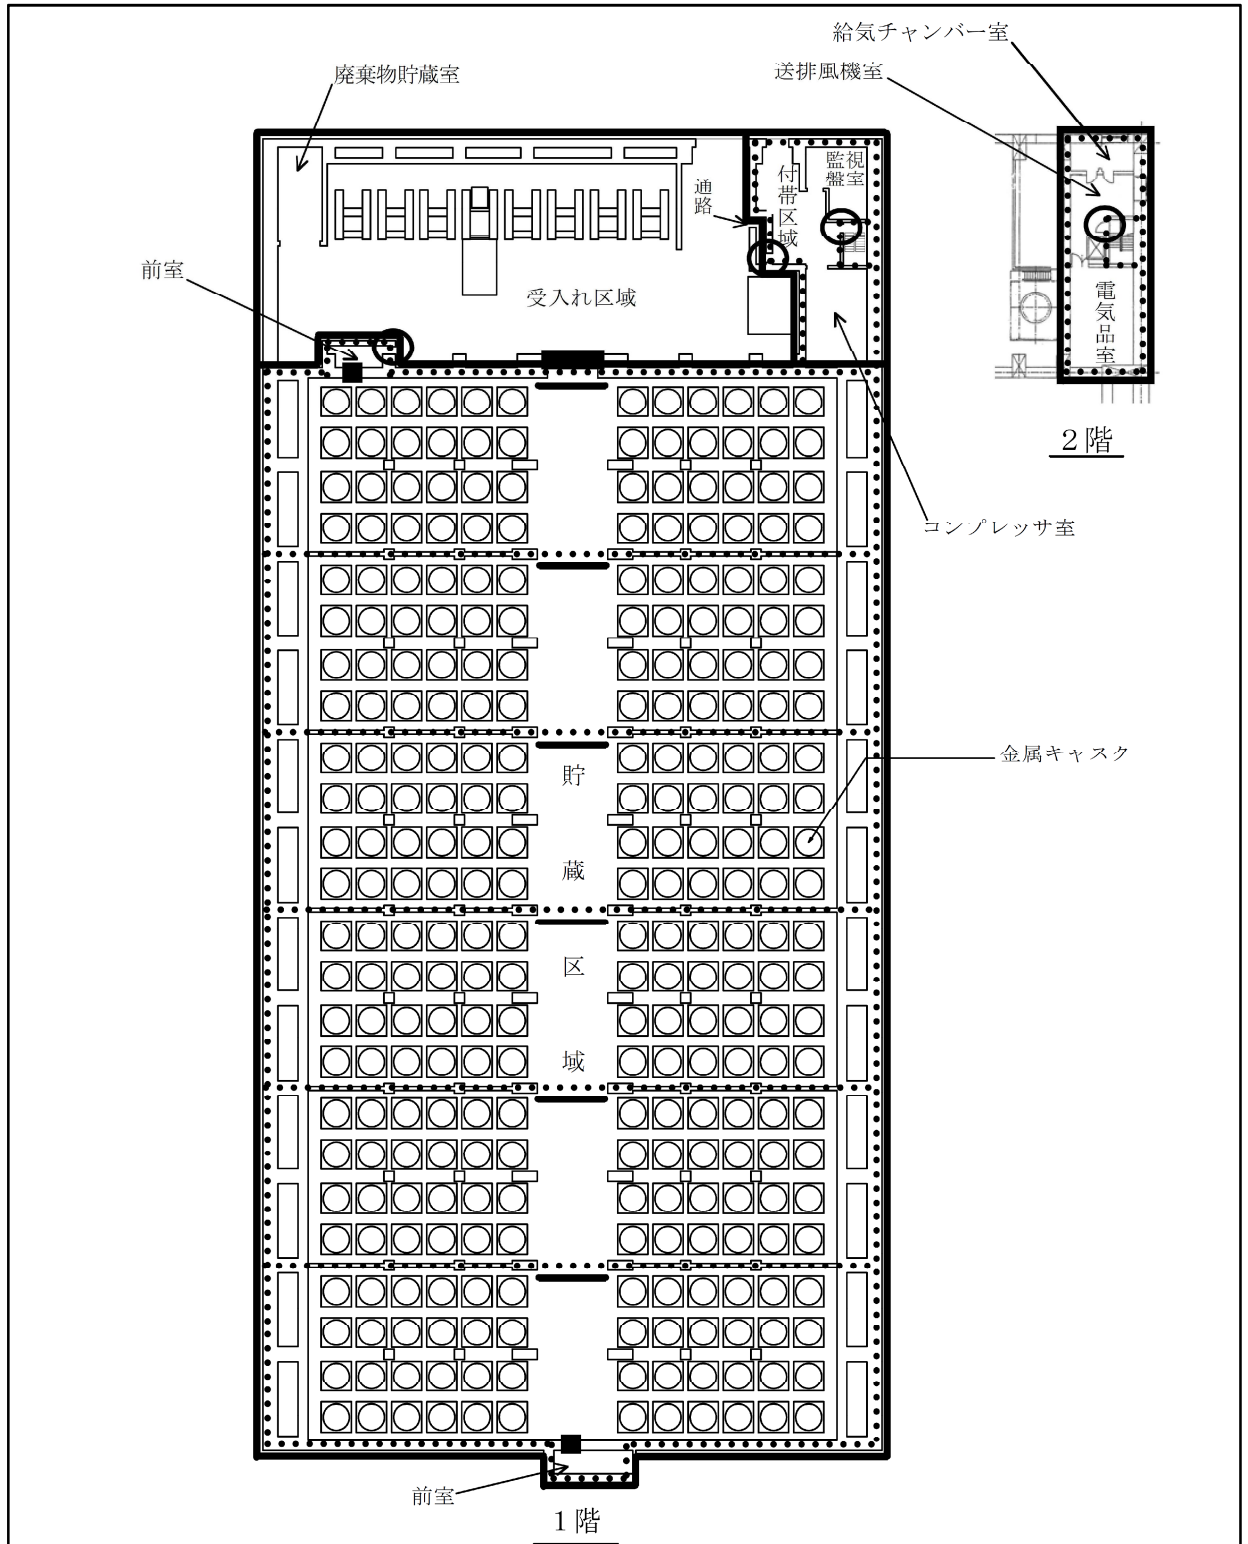 給気チャンバー室
送排風機室
廃棄物貯蔵室
監視
盤室
付帯区域
通路
前室
受入れ区域
電気品室
2階
コンプレッサ室
金属キャスク
貯蔵区域
前室
1階